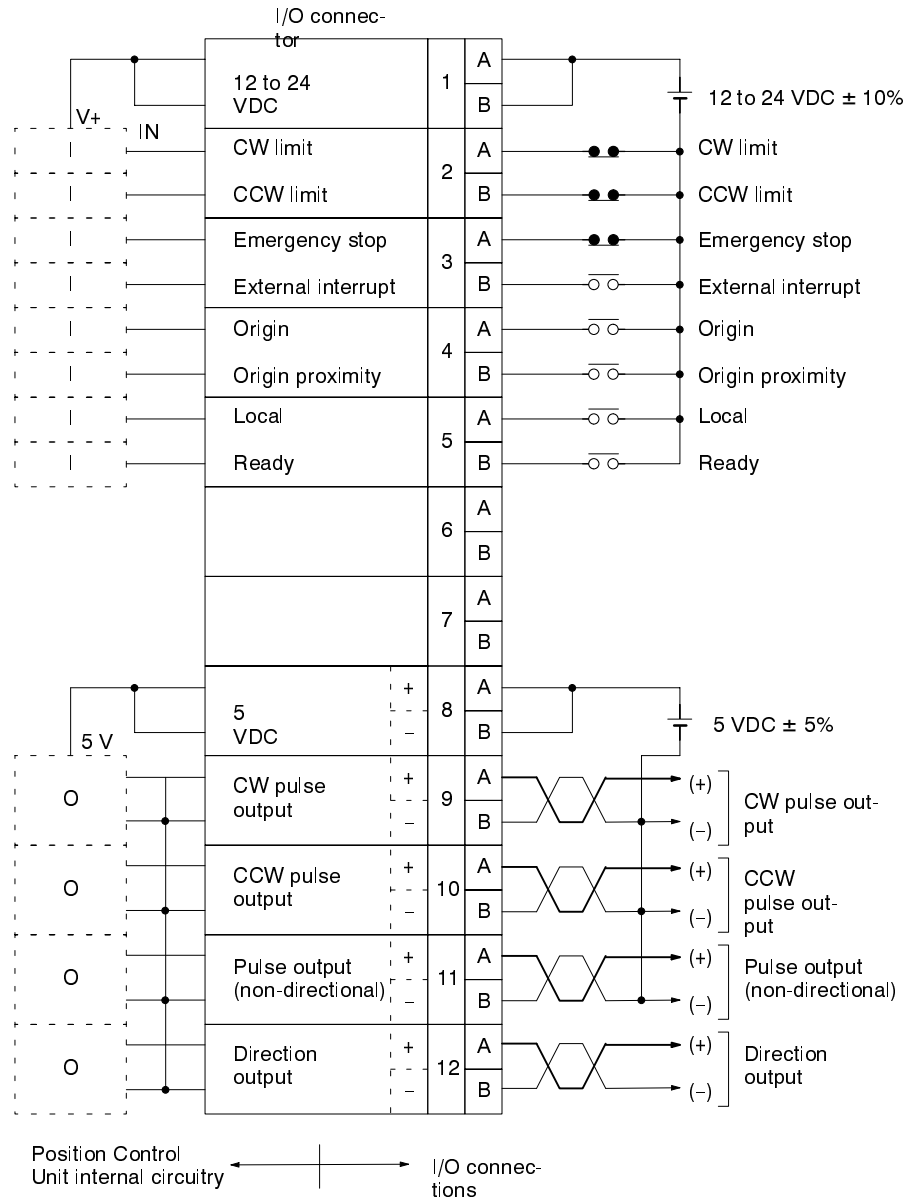 I/O connec-
tor
12 to 24
VDC
1
A
B
12 to 24 VDC ± 10%
V+
IN
I
CW limit
2
A
CW limit
I
CCW limit
B
CCW limit
I
Emergency stop
3
A
Emergency stop
I
External interrupt
B
External interrupt
I
Origin
4
A
Origin
I
Origin proximity
B
Origin proximity
I
Local
5
A
Local
I
Ready
B
Ready
6
A
B
7
A
B
5
VDC
+
−
8
A
B
5 VDC ± 5%
5 V
O
CW pulse
output
+
−
9
A
B
(+)
(−)
CW pulse out-
put
O
CCW pulse
output
+
−
10
A
B
(+)
(−)
CCW
pulse out-
put
O
Pulse output
(non-directional)
+
−
11
A
B
(+)
(−)
Pulse output
(non-directional)
O
Direction
output
+
−
12
A
B
(+)
(−)
Direction
output
Position Control
Unit internal circuitry
I/O connec-
tions